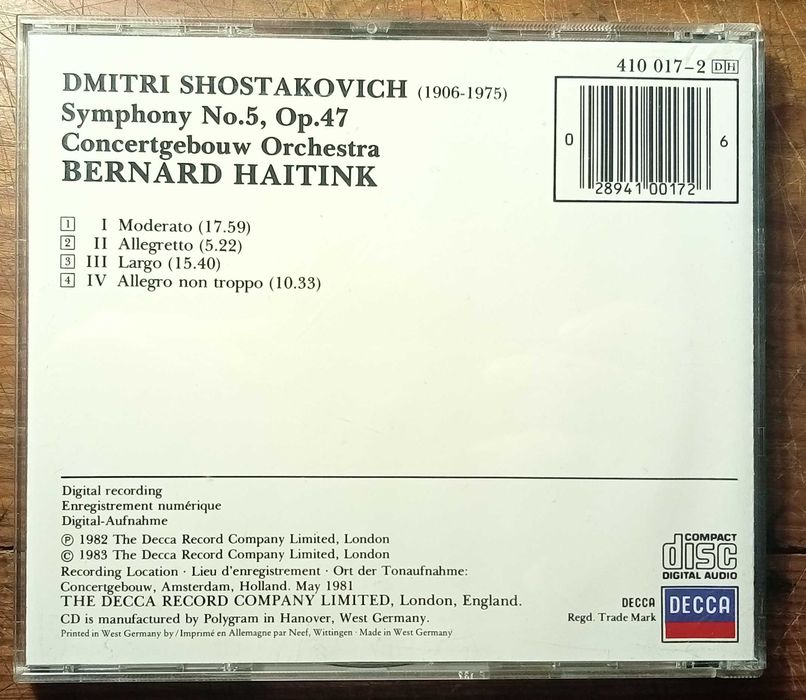 410 017-2 DH
DMITRI SHOSTAKOVICH (1906-1975)
Symphony No.5, Op.47
Concertgebouw Orchestra
BERNARD HAITINK
0 28941 00172 6
1 I Moderato (17.59)
2 II Allegretto (5.22)
3 III Largo (15.40)
4 IV Allegro non troppo (10.33)
Digital recording
Enregistrement numérique
Digital-Aufnahme
℗ 1982 The Decca Record Company Limited, London
© 1983 The Decca Record Company Limited, London
Recording Location · Lieu d'enregistrement · Ort der Tonaufnahme:
Concertgebouw, Amsterdam, Holland. May 1981
THE DECCA RECORD COMPANY LIMITED, London, England.
CD is manufactured by Polygram in Hanover, West Germany.
Printed in West Germany by/Imprimé en Allemagne par Neef, Wittingen · Made in West Germany
COMPACT
disc
DIGITAL AUDIO
DECCA
Regd. Trade Mark
DECCA